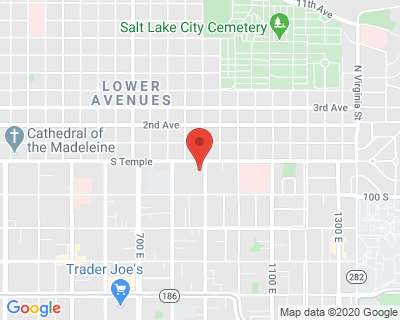 11th Ave
Salt Lake City Cemetery
N Virginia St
LOWER
AVENUES
3rd Ave
2nd Ave
Cathedral of
the Madeleine
S Temple
100 S
700 E
1100 E
1300 E
Trader Joe's
282
186
Google
Map data ©2020 Google